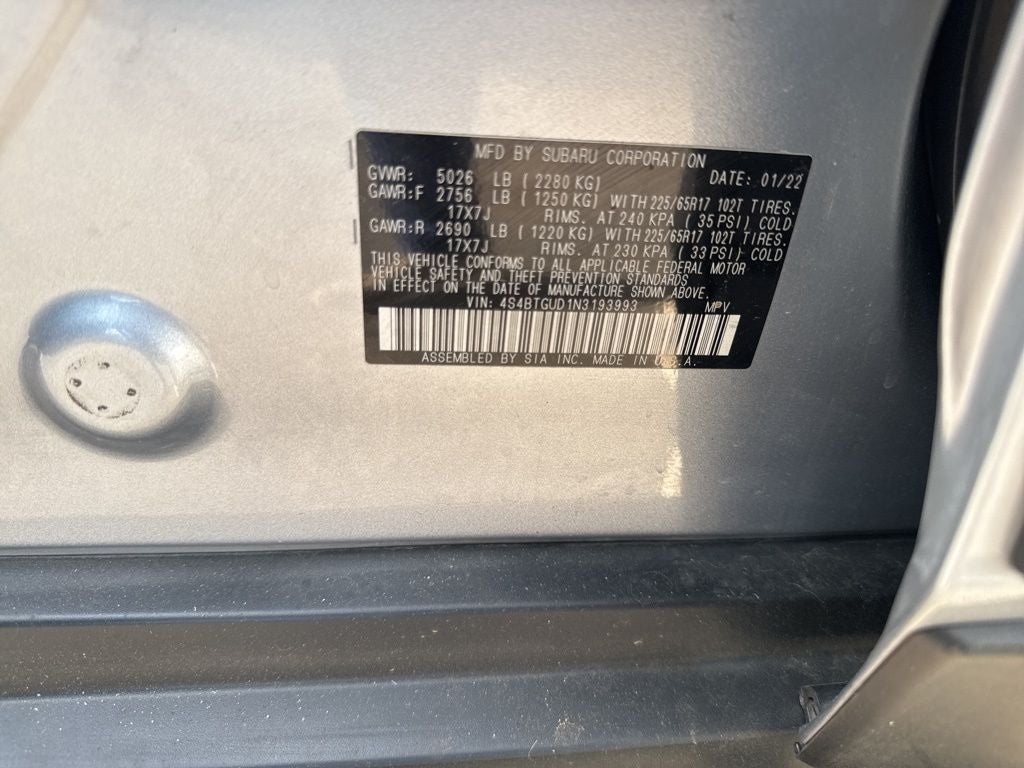 MFD BY SUBARU CORPORATION
GVWR: 5026 LB ( 2280 KG) DATE: 01/22
GAWR:F 2756 LB ( 1250 KG) WITH 225/65R17 102T TIRES.
17X7J RIMS. AT 240 KPA ( 35 PSI) COLD
GAWR:R 2690 LB ( 1220 KG) WITH 225/65R17 102T TIRES.
17X7J RIMS. AT 230 KPA ( 33 PSI) COLD
THIS VEHICLE CONFORMS TO ALL APPLICABLE FEDERAL MOTOR
VEHICLE SAFETY AND THEFT PREVENTION STANDARDS
IN EFFECT ON THE DATE OF MANUFACTURE SHOWN ABOVE.
VIN: 4S4BTGUD1N3193993 MPV
ASSEMBLED BY SIA INC. MADE IN U.S.A.